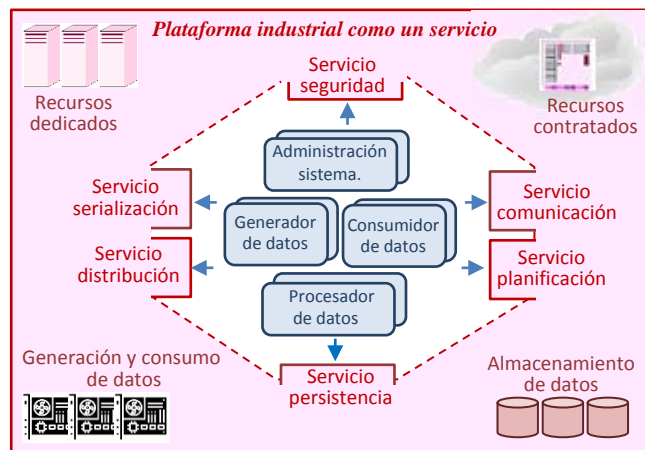 Plataforma industrial como un servicio
Recursos
dedicados
Servicio
seguridad
Recursos
contratados
Administración
sistema.
Servicio
serialización
Generador
de datos
Consumidor
de datos
Servicio
comunicación
Servicio
distribución
Servicio
planificación
Procesador
de datos
Generación y consumo
de datos
Servicio
persistencia
Almacenamiento
de datos